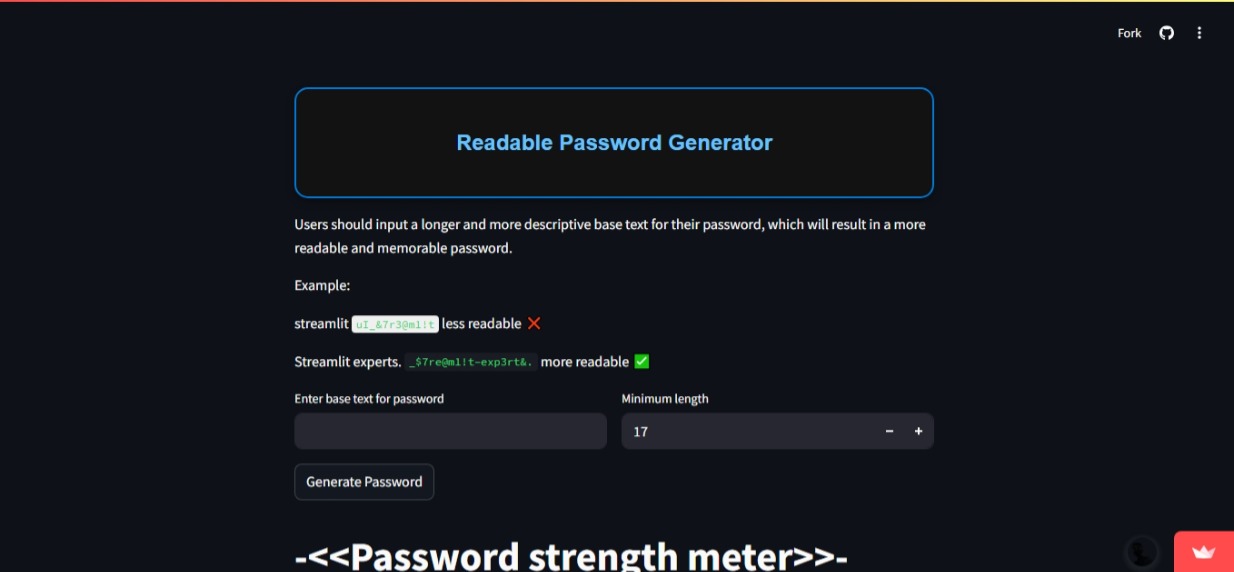 Fork
Readable Password Generator
Users should input a longer and more descriptive base text for their password, which will result in a more
readable and memorable password.
Example:
streamlit uI_&7r3@ml!t less readable ❌
Streamlit experts. _$7re@ml!t-exp3rt&. more readable ✅
Enter base text for password
Minimum length
17 - +
Generate Password
-<<Password strength meter>>-